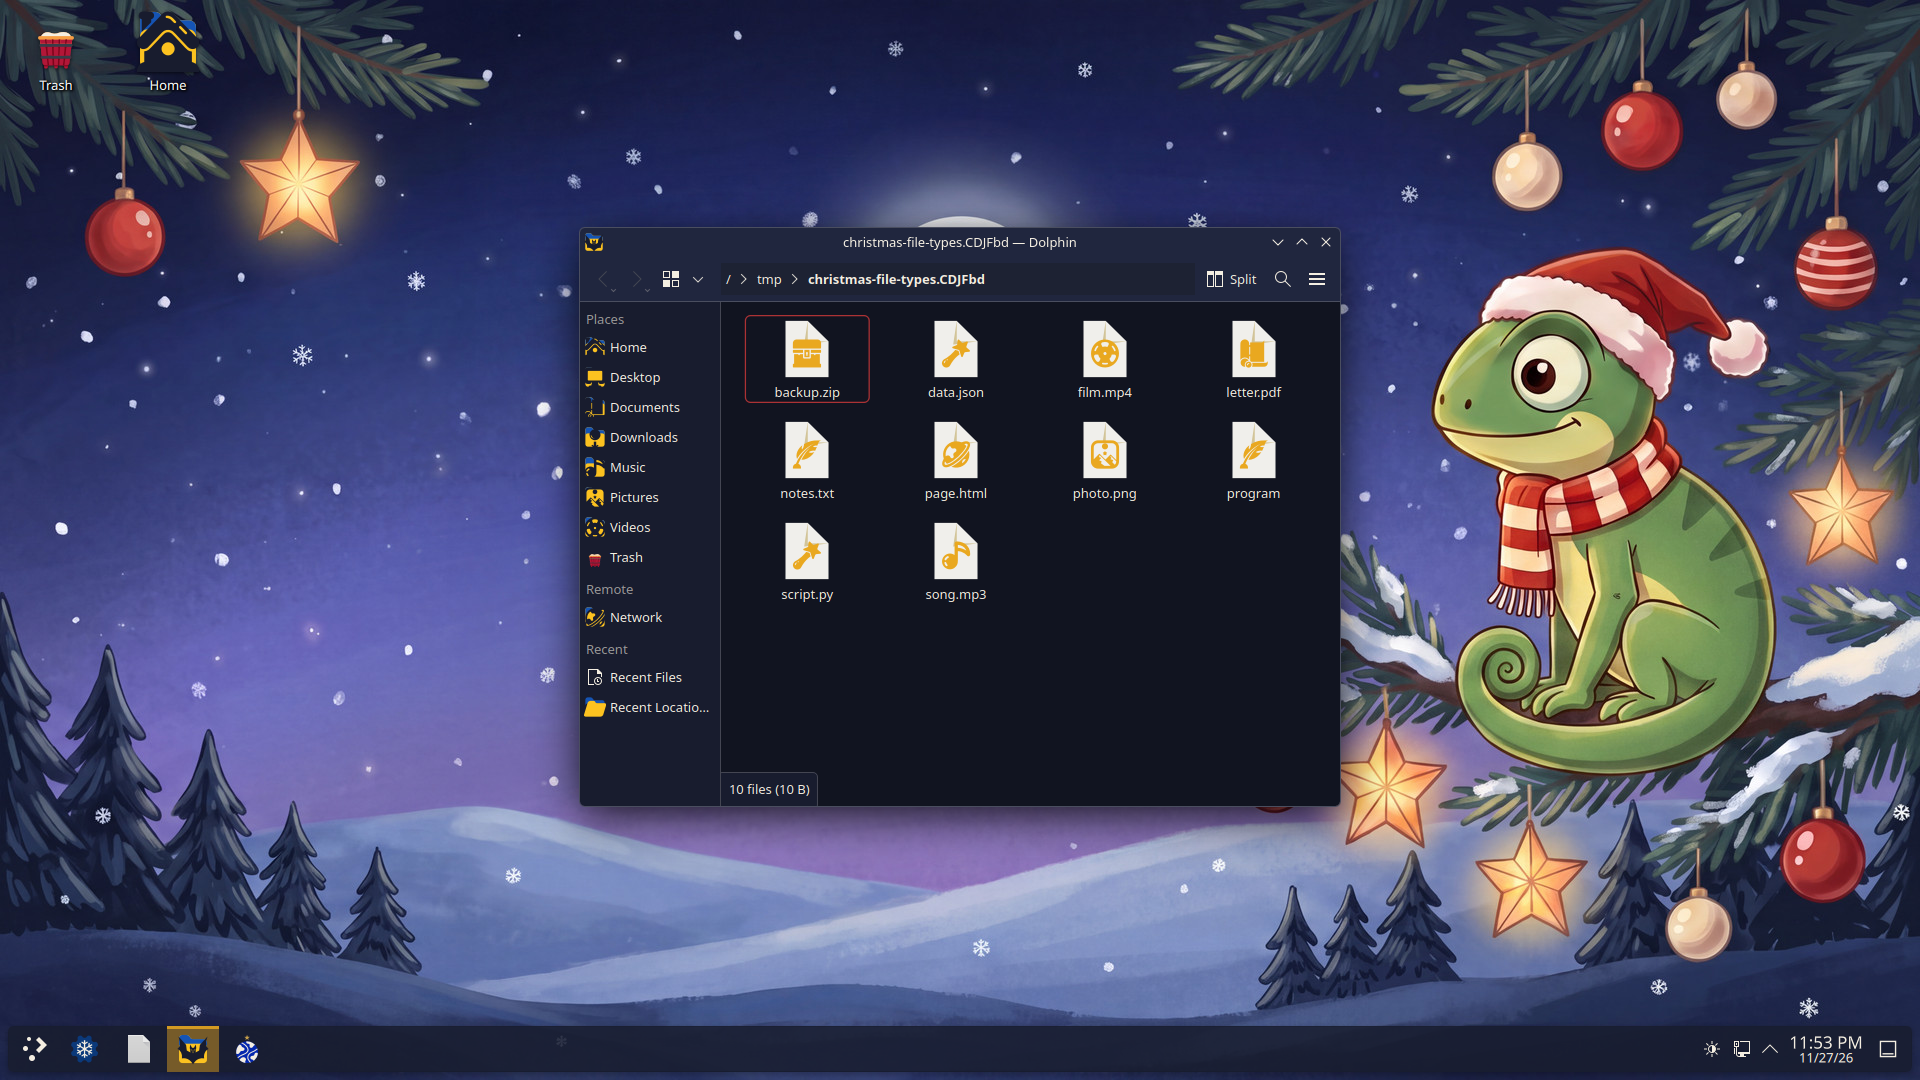 Trash
Home
christmas-file-types.CDJFbd — Dolphin
/ tmp christmas-file-types.CDJFbd
Split
Places
Home
Desktop
Documents
Downloads
Music
Pictures
Videos
Trash
Remote
Network
Recent
Recent Files
Recent Locatio...
backup.zip
data.json
film.mp4
letter.pdf
notes.txt
page.html
photo.png
program
script.py
song.mp3
10 files (10 B)
11:53 PM
11/27/26